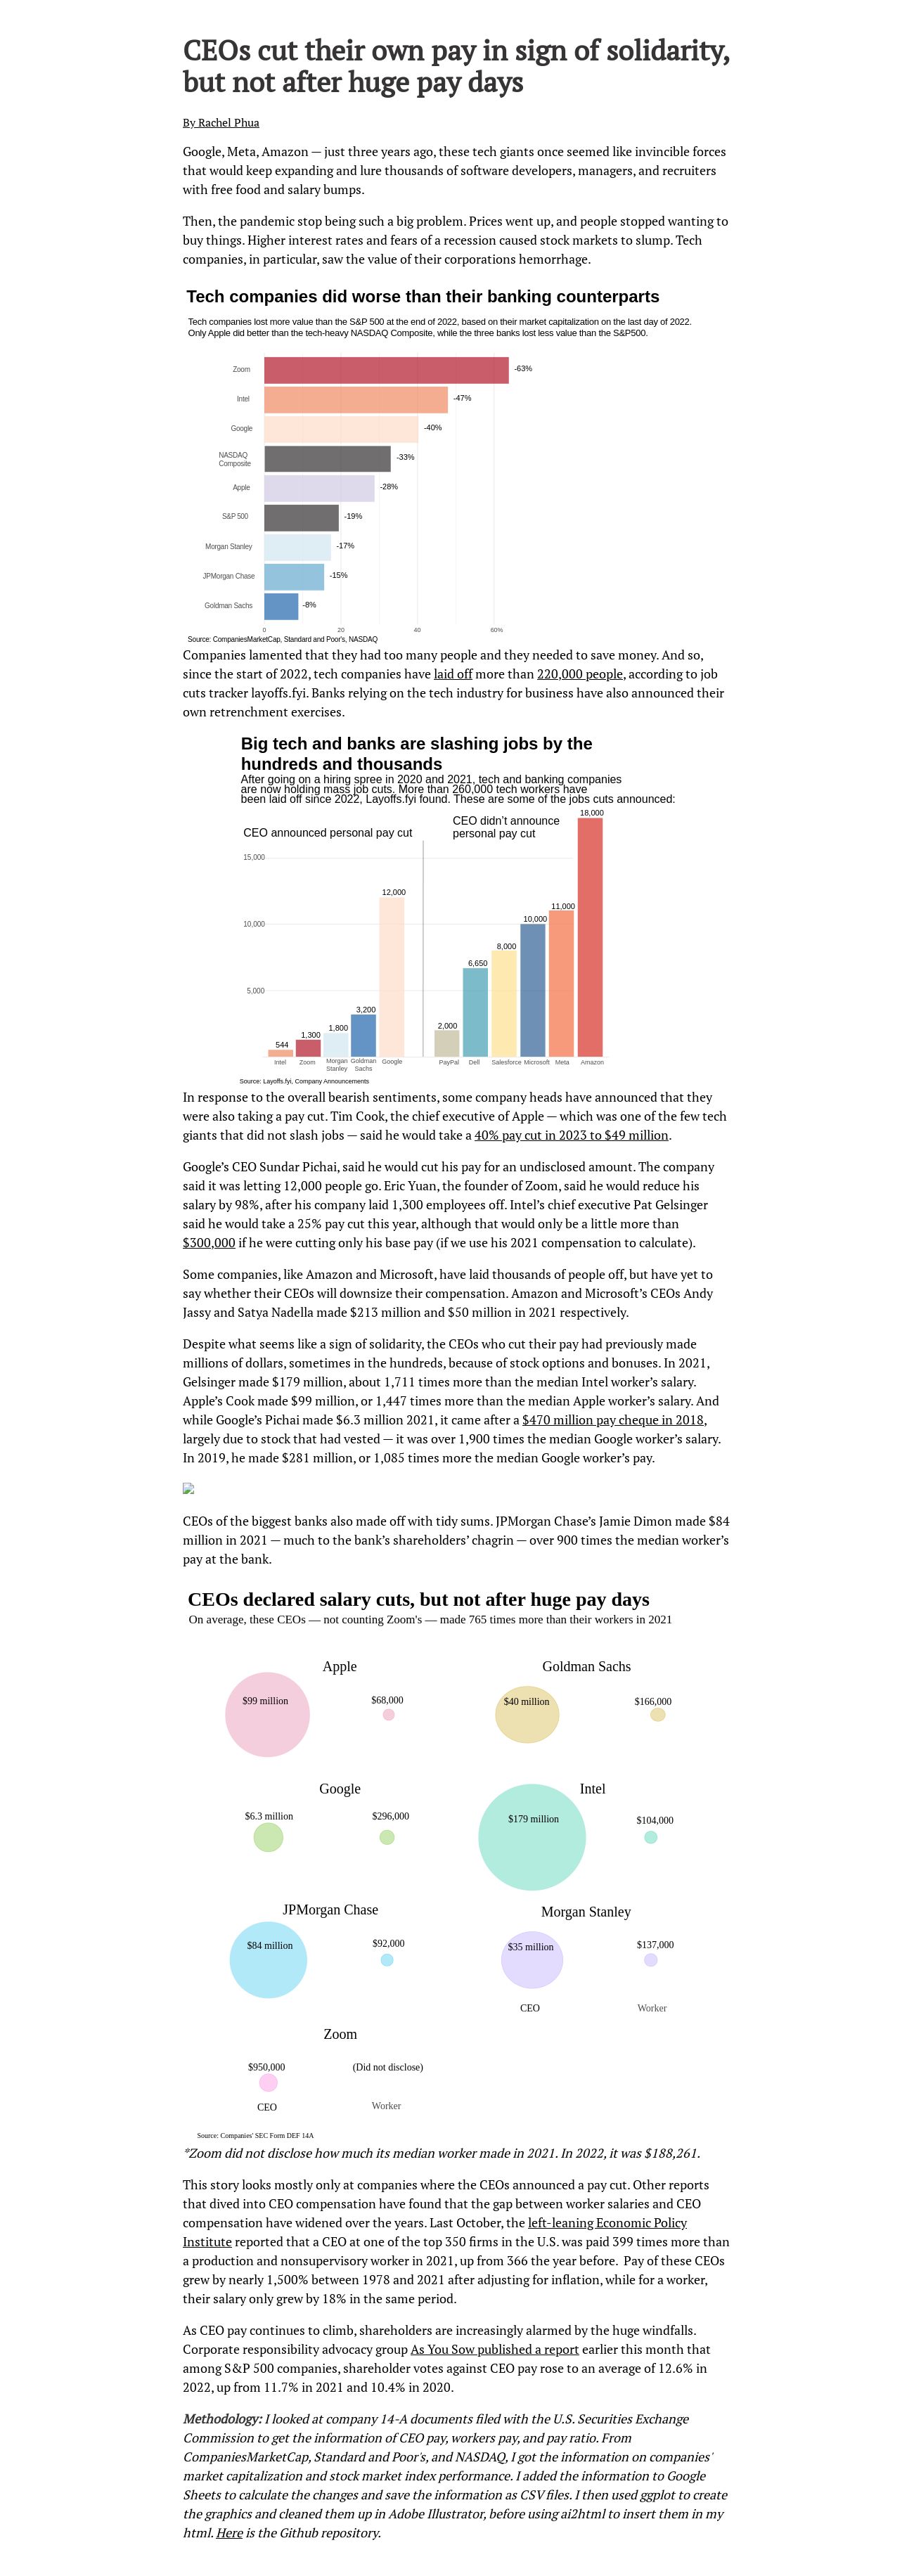 CEOs cut their own pay in sign of solidarity,
but not after huge pay days
By Rachel Phua
Google, Meta, Amazon — just three years ago, these tech giants once seemed like invincible forces
that would keep expanding and lure thousands of software developers, managers, and recruiters
with free food and salary bumps.
Then, the pandemic stop being such a big problem. Prices went up, and people stopped wanting to
buy things. Higher interest rates and fears of a recession caused stock markets to slump. Tech
companies, in particular, saw the value of their corporations hemorrhage.
Tech companies did worse than their banking counterparts
Tech companies lost more value than the S&P 500 at the end of 2022, based on their market capitalization on the last day of 2022.
Only Apple did better than the tech-heavy NASDAQ Composite, while the three banks lost less value than the S&P500.
Zoom -63%
Intel -47%
Google -40%
NASDAQ
Composite -33%
Apple -28%
S&P 500 -19%
Morgan Stanley -17%
JPMorgan Chase -15%
Goldman Sachs -8%
0 20 40 60%
Source: CompaniesMarketCap, Standard and Poor's, NASDAQ
Companies lamented that they had too many people and they needed to save money. And so,
since the start of 2022, tech companies have laid off more than 220,000 people, according to job
cuts tracker layoffs.fyi. Banks relying on the tech industry for business have also announced their
own retrenchment exercises.
Big tech and banks are slashing jobs by the
hundreds and thousands
After going on a hiring spree in 2020 and 2021, tech and banking companies
are now holding mass job cuts. More than 260,000 tech workers have
been laid off since 2022, Layoffs.fyi found. These are some of the jobs cuts announced:
CEO announced personal pay cut
CEO didn’t announce
personal pay cut
18,000
15,000
12,000
11,000
10,000
10,000
8,000
6,650
5,000
3,200
2,000
1,800
1,300
544
Intel Zoom Morgan Stanley Goldman Sachs Google PayPal Dell Salesforce Microsoft Meta Amazon
Source: Layoffs.fyi, Company Announcements
In response to the overall bearish sentiments, some company heads have announced that they
were also taking a pay cut. Tim Cook, the chief executive of Apple — which was one of the few tech
giants that did not slash jobs — said he would take a 40% pay cut in 2023 to $49 million.
Google’s CEO Sundar Pichai, said he would cut his pay for an undisclosed amount. The company
said it was letting 12,000 people go. Eric Yuan, the founder of Zoom, said he would reduce his
salary by 98%, after his company laid 1,300 employees off. Intel’s chief executive Pat Gelsinger
said he would take a 25% pay cut this year, although that would only be a little more than
$300,000 if he were cutting only his base pay (if we use his 2021 compensation to calculate).
Some companies, like Amazon and Microsoft, have laid thousands of people off, but have yet to
say whether their CEOs will downsize their compensation. Amazon and Microsoft’s CEOs Andy
Jassy and Satya Nadella made $213 million and $50 million in 2021 respectively.
Despite what seems like a sign of solidarity, the CEOs who cut their pay had previously made
millions of dollars, sometimes in the hundreds, because of stock options and bonuses. In 2021,
Gelsinger made $179 million, about 1,711 times more than the median Intel worker’s salary.
Apple’s Cook made $99 million, or 1,447 times more than the median Apple worker’s salary. And
while Google’s Pichai made $6.3 million 2021, it came after a $470 million pay cheque in 2018,
largely due to stock that had vested — it was over 1,900 times the median Google worker’s salary.
In 2019, he made $281 million, or 1,085 times more the median Google worker’s pay.
CEOs of the biggest banks also made off with tidy sums. JPMorgan Chase’s Jamie Dimon made $84
million in 2021 — much to the bank’s shareholders’ chagrin — over 900 times the median worker’s
pay at the bank.
CEOs declared salary cuts, but not after huge pay days
On average, these CEOs — not counting Zoom's — made 765 times more than their workers in 2021
Apple
$99 million $68,000
Goldman Sachs
$40 million $166,000
Google
$6.3 million $296,000
Intel
$179 million $104,000
JPMorgan Chase
$84 million $92,000
Morgan Stanley
$35 million $137,000
CEO Worker
Zoom
$950,000 (Did not disclose)
CEO Worker
Source: Companies' SEC Form DEF 14A
*Zoom did not disclose how much its median worker made in 2021. In 2022, it was $188,261.
This story looks mostly only at companies where the CEOs announced a pay cut. Other reports
that dived into CEO compensation have found that the gap between worker salaries and CEO
compensation have widened over the years. Last October, the left-leaning Economic Policy
Institute reported that a CEO at one of the top 350 firms in the U.S. was paid 399 times more than
a production and nonsupervisory worker in 2021, up from 366 the year before. Pay of these CEOs
grew by nearly 1,500% between 1978 and 2021 after adjusting for inflation, while for a worker,
their salary only grew by 18% in the same period.
As CEO pay continues to climb, shareholders are increasingly alarmed by the huge windfalls.
Corporate responsibility advocacy group As You Sow published a report earlier this month that
among S&P 500 companies, shareholder votes against CEO pay rose to an average of 12.6% in
2022, up from 11.7% in 2021 and 10.4% in 2020.
Methodology: I looked at company 14-A documents filed with the U.S. Securities Exchange
Commission to get the information of CEO pay, workers pay, and pay ratio. From
CompaniesMarketCap, Standard and Poor's, and NASDAQ, I got the information on companies'
market capitalization and stock market index performance. I added the information to Google
Sheets to calculate the changes and save the information as CSV files. I then used ggplot to create
the graphics and cleaned them up in Adobe Illustrator, before using ai2html to insert them in my
html. Here is the Github repository.